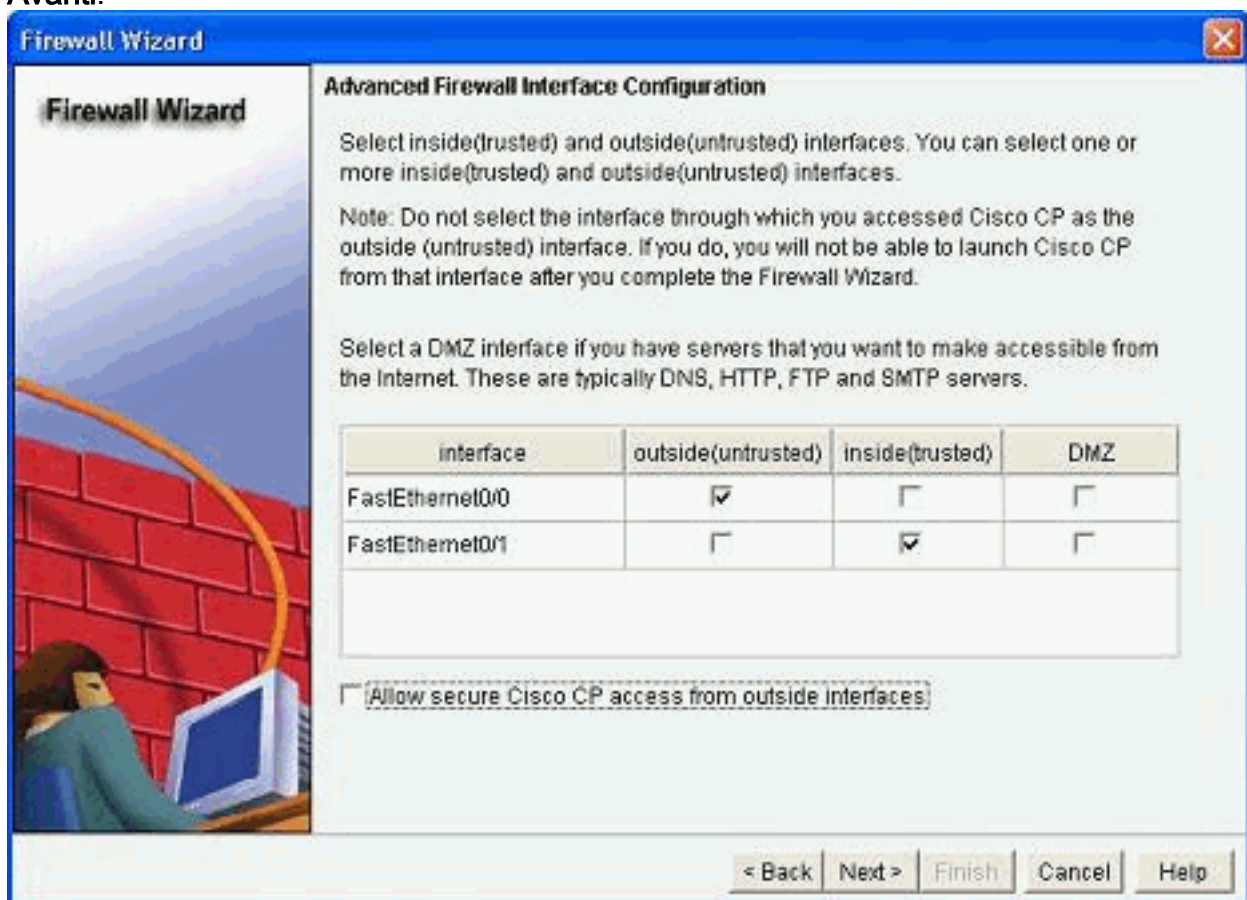 Avanti.
Firewall Wizard
Firewall Wizard
Advanced Firewall Interface Configuration
Select inside(trusted) and outside(untrusted) interfaces. You can select one or
more inside(trusted) and outside(untrusted) interfaces.
Note: Do not select the interface through which you accessed Cisco CP as the
outside (untrusted) interface. If you do, you will not be able to launch Cisco CP
from that interface after you complete the Firewall Wizard.
Select a DMZ interface if you have servers that you want to make accessible from
the Internet. These are typically DNS, HTTP, FTP and SMTP servers.
interface outside(untrusted) inside(trusted) DMZ
FastEthernet0/0
FastEthernet0/1
Allow secure Cisco CP access from outside interfaces
< Back Next > Finish Cancel Help